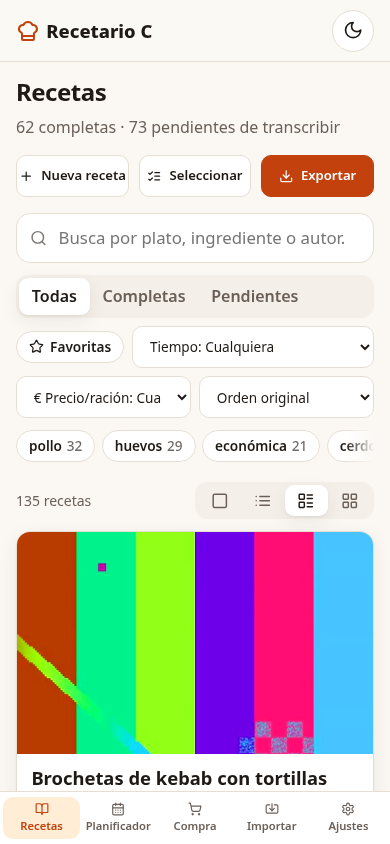 Recetario C
Recetas
62 completas · 73 pendientes de transcribir
Nueva receta
Seleccionar
Exportar
Busca por plato, ingrediente o autor.
Todas
Completas
Pendientes
Favoritas
Tiempo: Cualquiera
€ Precio/ración: Cua
Orden original
pollo 32
huevos 29
económica 21
cerdo
135 recetas
Brochetas de kebab con tortillas
Recetas
Planificador
Compra
Importar
Ajustes